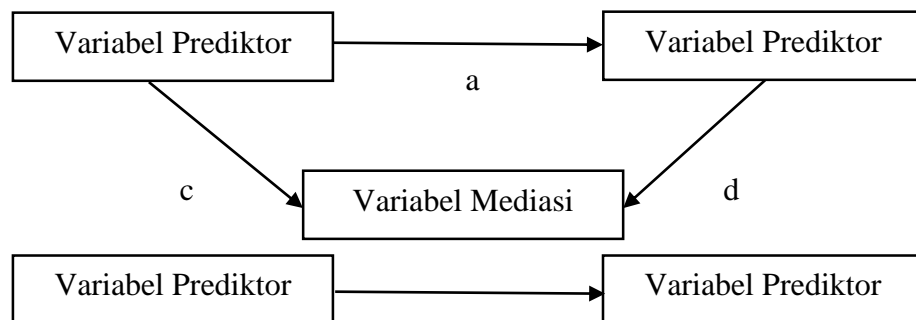 Variabel Prediktor Variabel Prediktor
a
c Variabel Mediasi d
Variabel Prediktor Variabel Prediktor